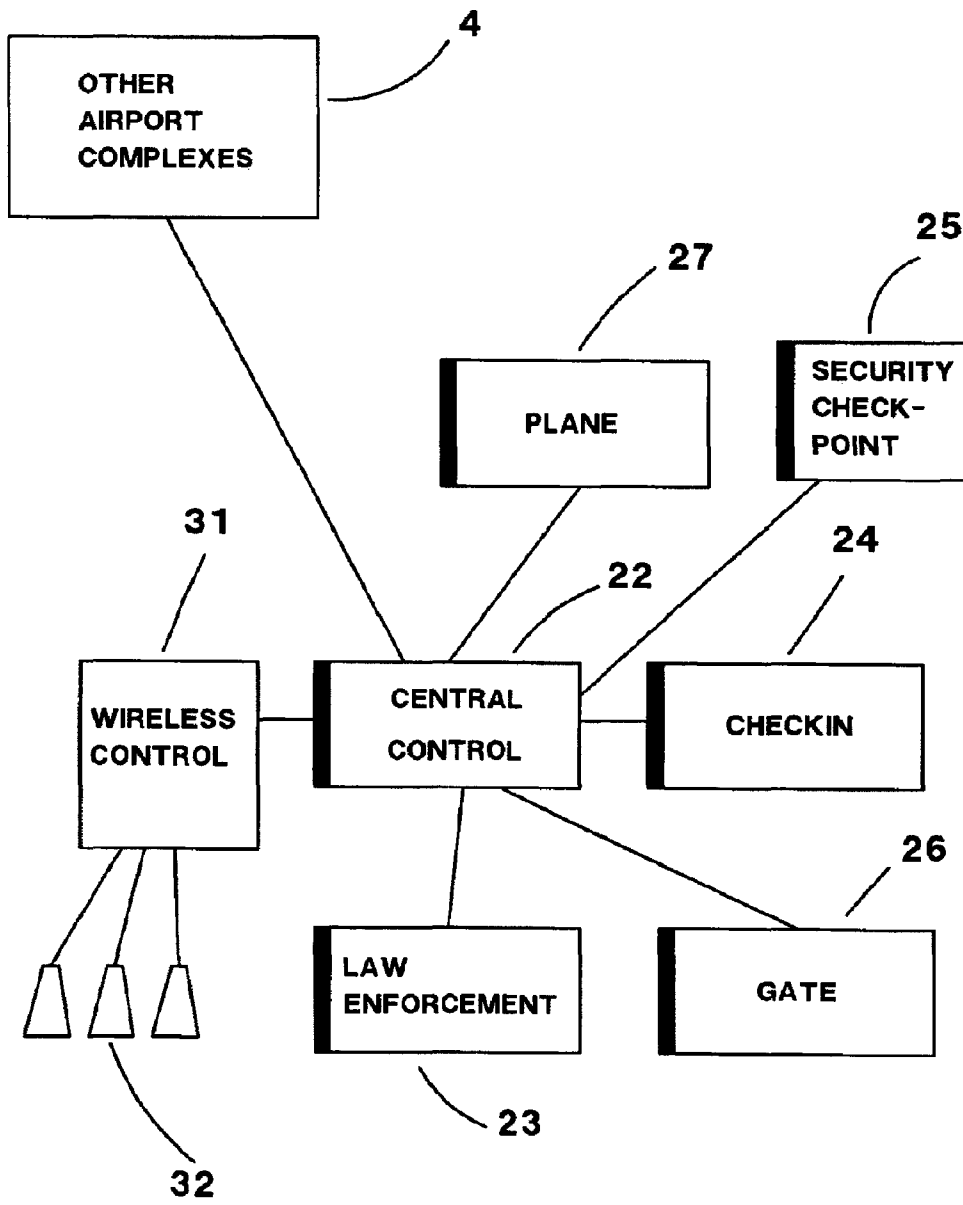 4
OTHER
AIRPORT
COMPLEXES
25
27
SECURITY
CHECK-
POINT
PLANE
31
24
22
WIRELESS
CONTROL
CENTRAL
CONTROL
CHECKIN
26
LAW
ENFORCEMENT
GATE
23
32